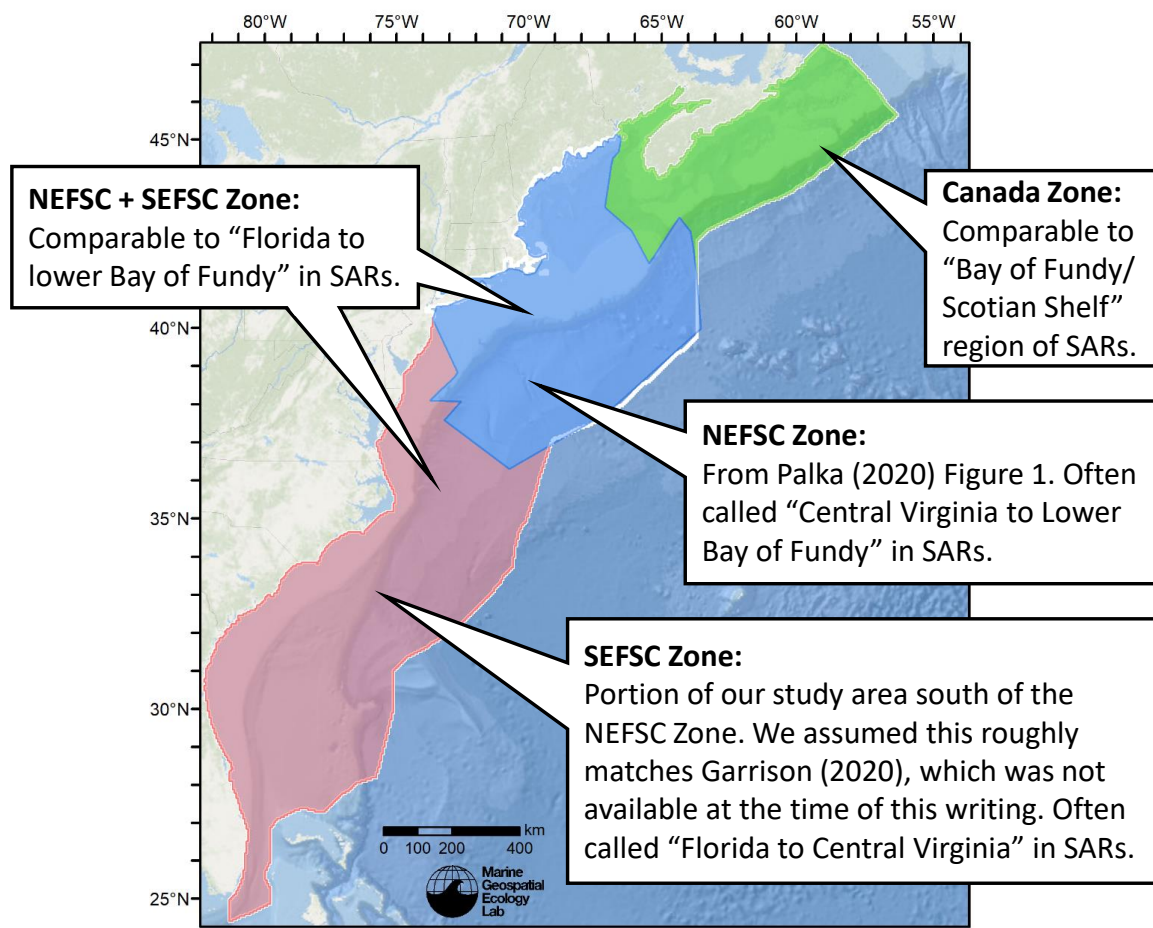 80°W 75°W 70°W 65°W 60°W 55°W
45°N
40°N
35°N
30°N
25°N
NEFSC + SEFSC Zone:
Comparable to “Florida to
lower Bay of Fundy” in SARs.
Canada Zone:
Comparable to
“Bay of Fundy/
Scotian Shelf”
region of SARs.
NEFSC Zone:
From Palka (2020) Figure 1. Often
called “Central Virginia to Lower
Bay of Fundy” in SARs.
SEFSC Zone:
Portion of our study area south of the
NEFSC Zone. We assumed this roughly
matches Garrison (2020), which was not
available at the time of this writing. Often
called “Florida to Central Virginia” in SARs.
km
0 100 200 400
Marine
Geospatial
Ecology
Lab